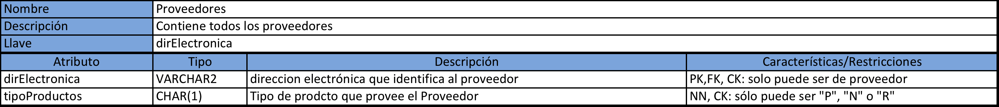 Nombre Proveedores
Descripción Contiene todos los proveedores
Llave dirElectronica
Atributo Tipo Descripción Características/Restricciones
dirElectronica VARCHAR2 direccion electrónica que identifica al proveedor PK,FK, CK: solo puede ser de proveedor
tipoProductos CHAR(1) Tipo de prodcto que provee el Proveedor NN, CK: sólo puede ser "P", "N" o "R"